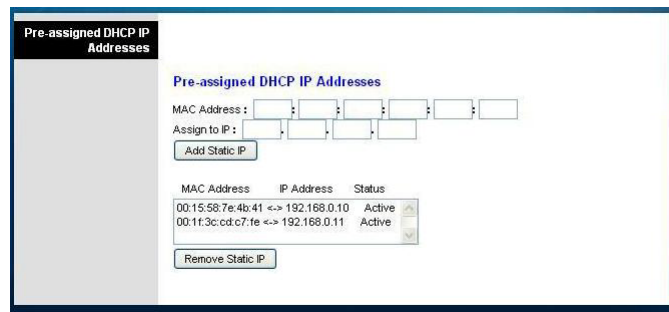 Pre-assigned DHCP IP
Addresses
Pre-assigned DHCP IP Addresses
MAC Address : : : : : :
Assign to IP : . . .
Add Static IP
MAC Address IP Address Status
00:15:58:7e:4b:41 <-> 192.168.0.10 Active
00:1f:3c:cd:c7:fe <-> 192.168.0.11 Active
Remove Static IP